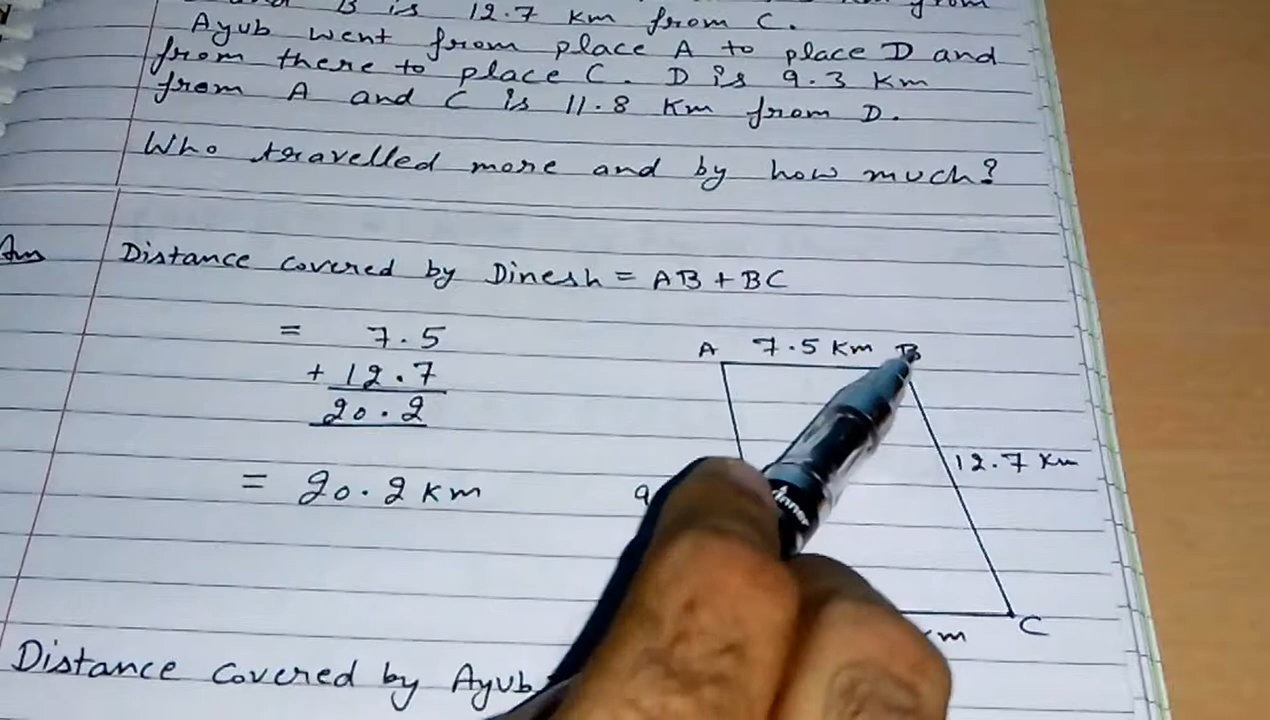 B is 12.7 Km from C.
Ayub went from place A to place D and
from there to place C. D is 9.3 Km
from A and C is 11.8 Km from D.
Who travelled more and by how much?
Ans Distance covered by Dinesh = AB + BC
= 7.5
+ 12.7
20.2
= 20.2 km
A 7.5 Km B
12.7 Km
9
m C
Distance covered by Ayub
winner